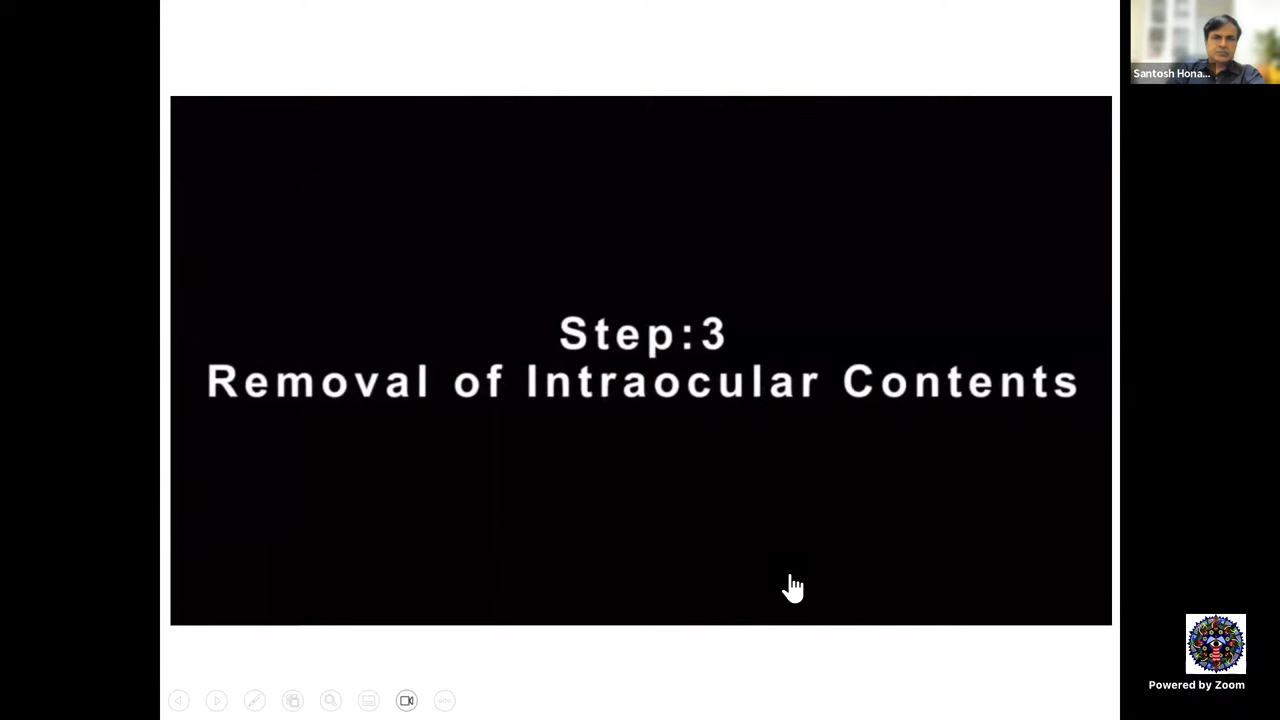 Santosh Hona...
Step:3
Removal of Intraocular Contents
Powered by Zoom